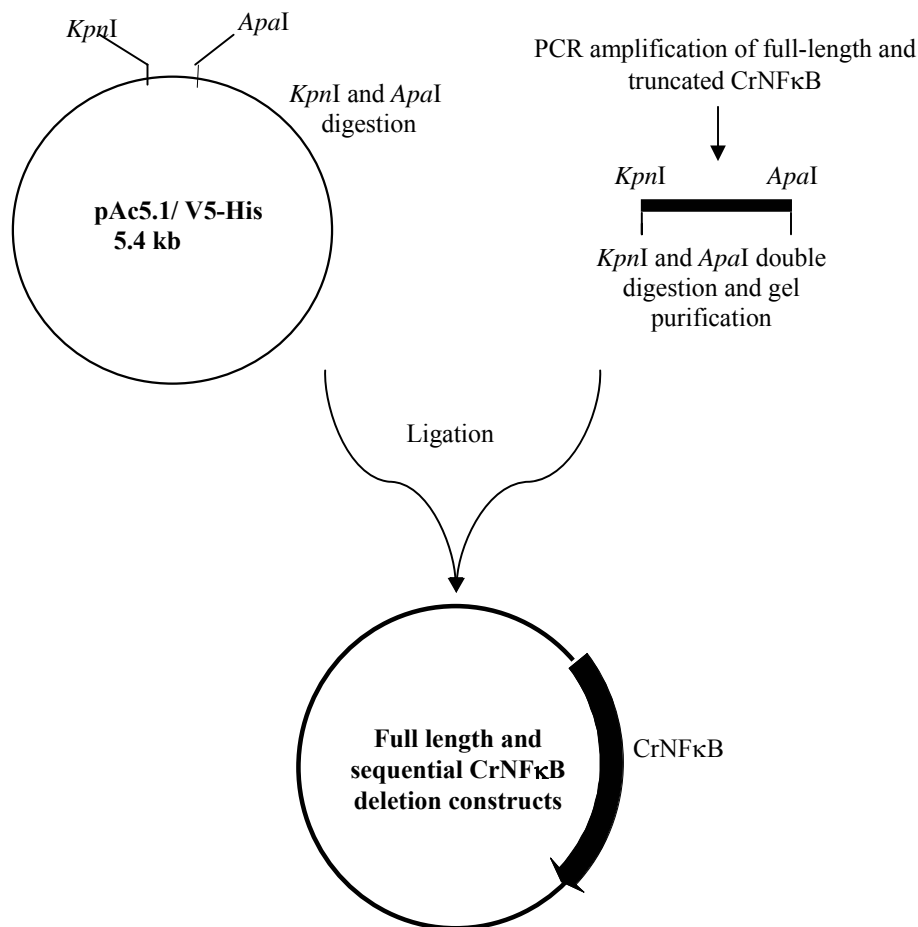 KpnI
ApaI
KpnI and ApaI
digestion
pAc5.1/ V5-His
5.4 kb
PCR amplification of full-length and
truncated CrNFκB
KpnI
ApaI
KpnI and ApaI double
digestion and gel
purification
Ligation
Full length and
sequential CrNFκB
deletion constructs
CrNFκB